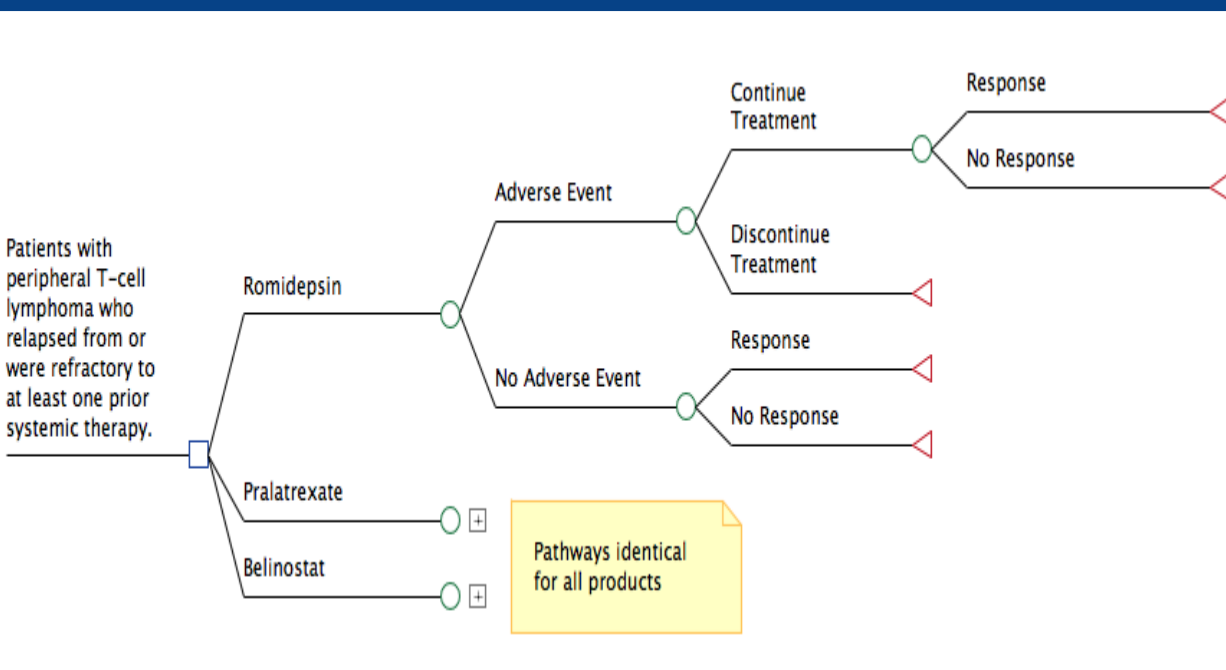 Patients with
peripheral T-cell
lymphoma who
relapsed from or
were refractory to
at least one prior
systemic therapy.
Romidepsin
Adverse Event
Continue
Treatment
Response
No Response
Discontinue
Treatment
No Adverse Event
Response
No Response
Pralatrexate
Belinostat
Pathways identical
for all products